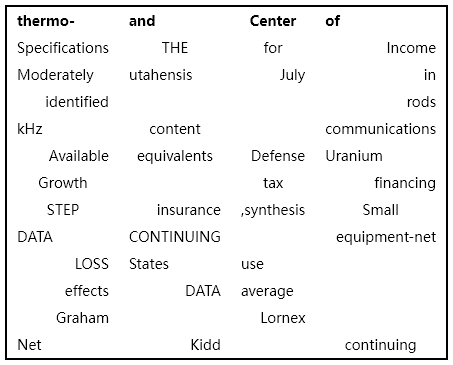 thermo- and Center of
Specifications THE for Income
Moderately utahensis July in
identified rods
kHz content communications
Available equivalents Defense Uranium
Growth tax financing
STEP insurance ,synthesis Small
DATA CONTINUING equipment-net
LOSS States use
effects DATA average
Graham Lornex
Net Kidd continuing